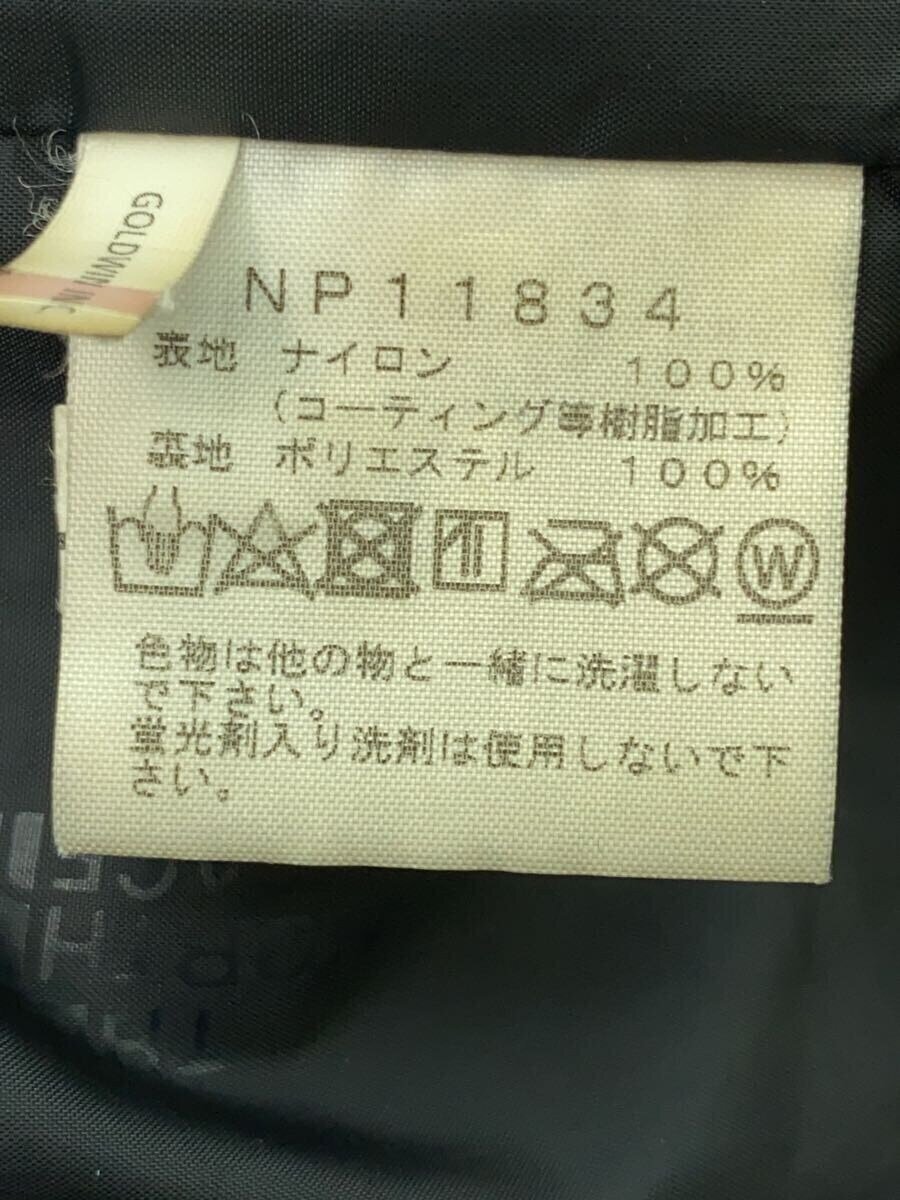 GOLDWIN INC
NP11834
表地 ナイロン 100%
(コーティング等樹脂加工)
裏地 ポリエステル 100%
W
色物は他の物と一緒に洗濯しない
で下さい。
蛍光剤入り洗剤は使用しないで下
さい。